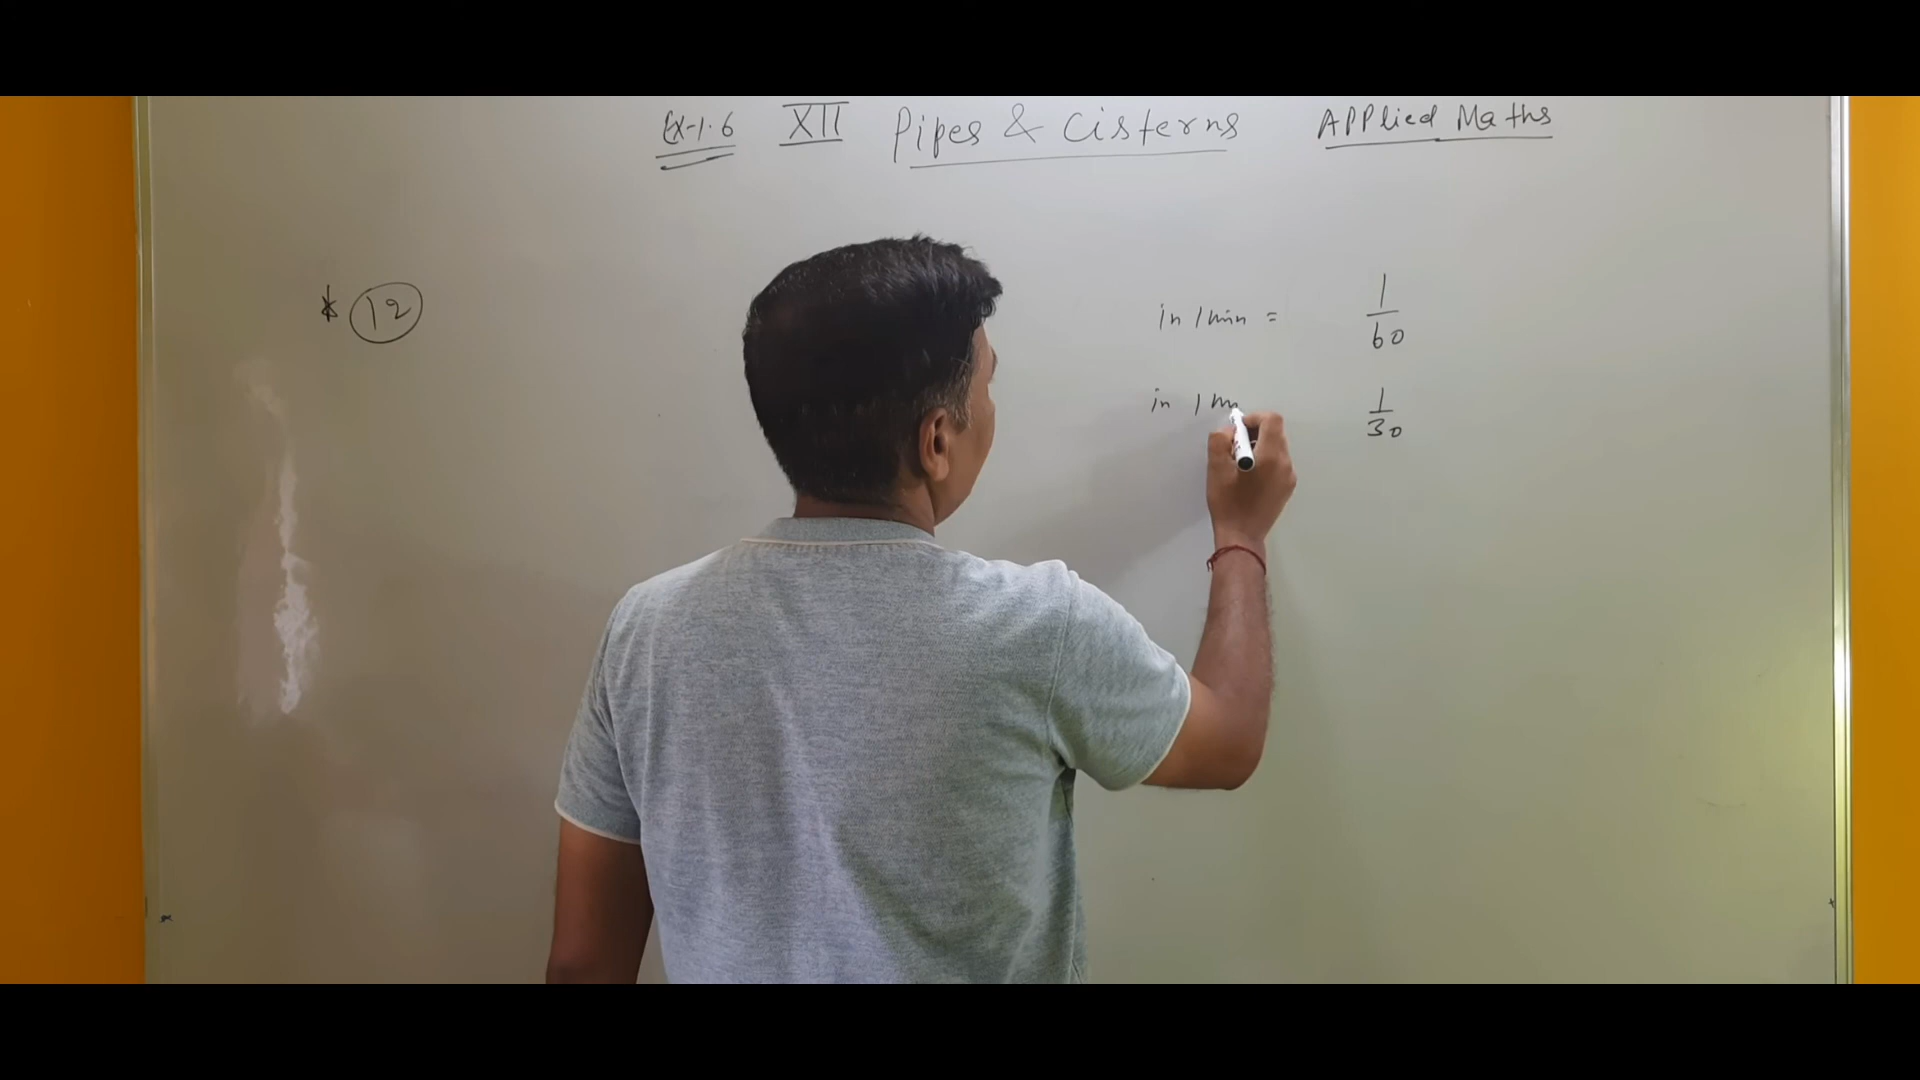 Ex-1.6 XII Pipes & Cisterns Applied Maths
* 12
in 1 min = 1/60
in 1 m 1/30